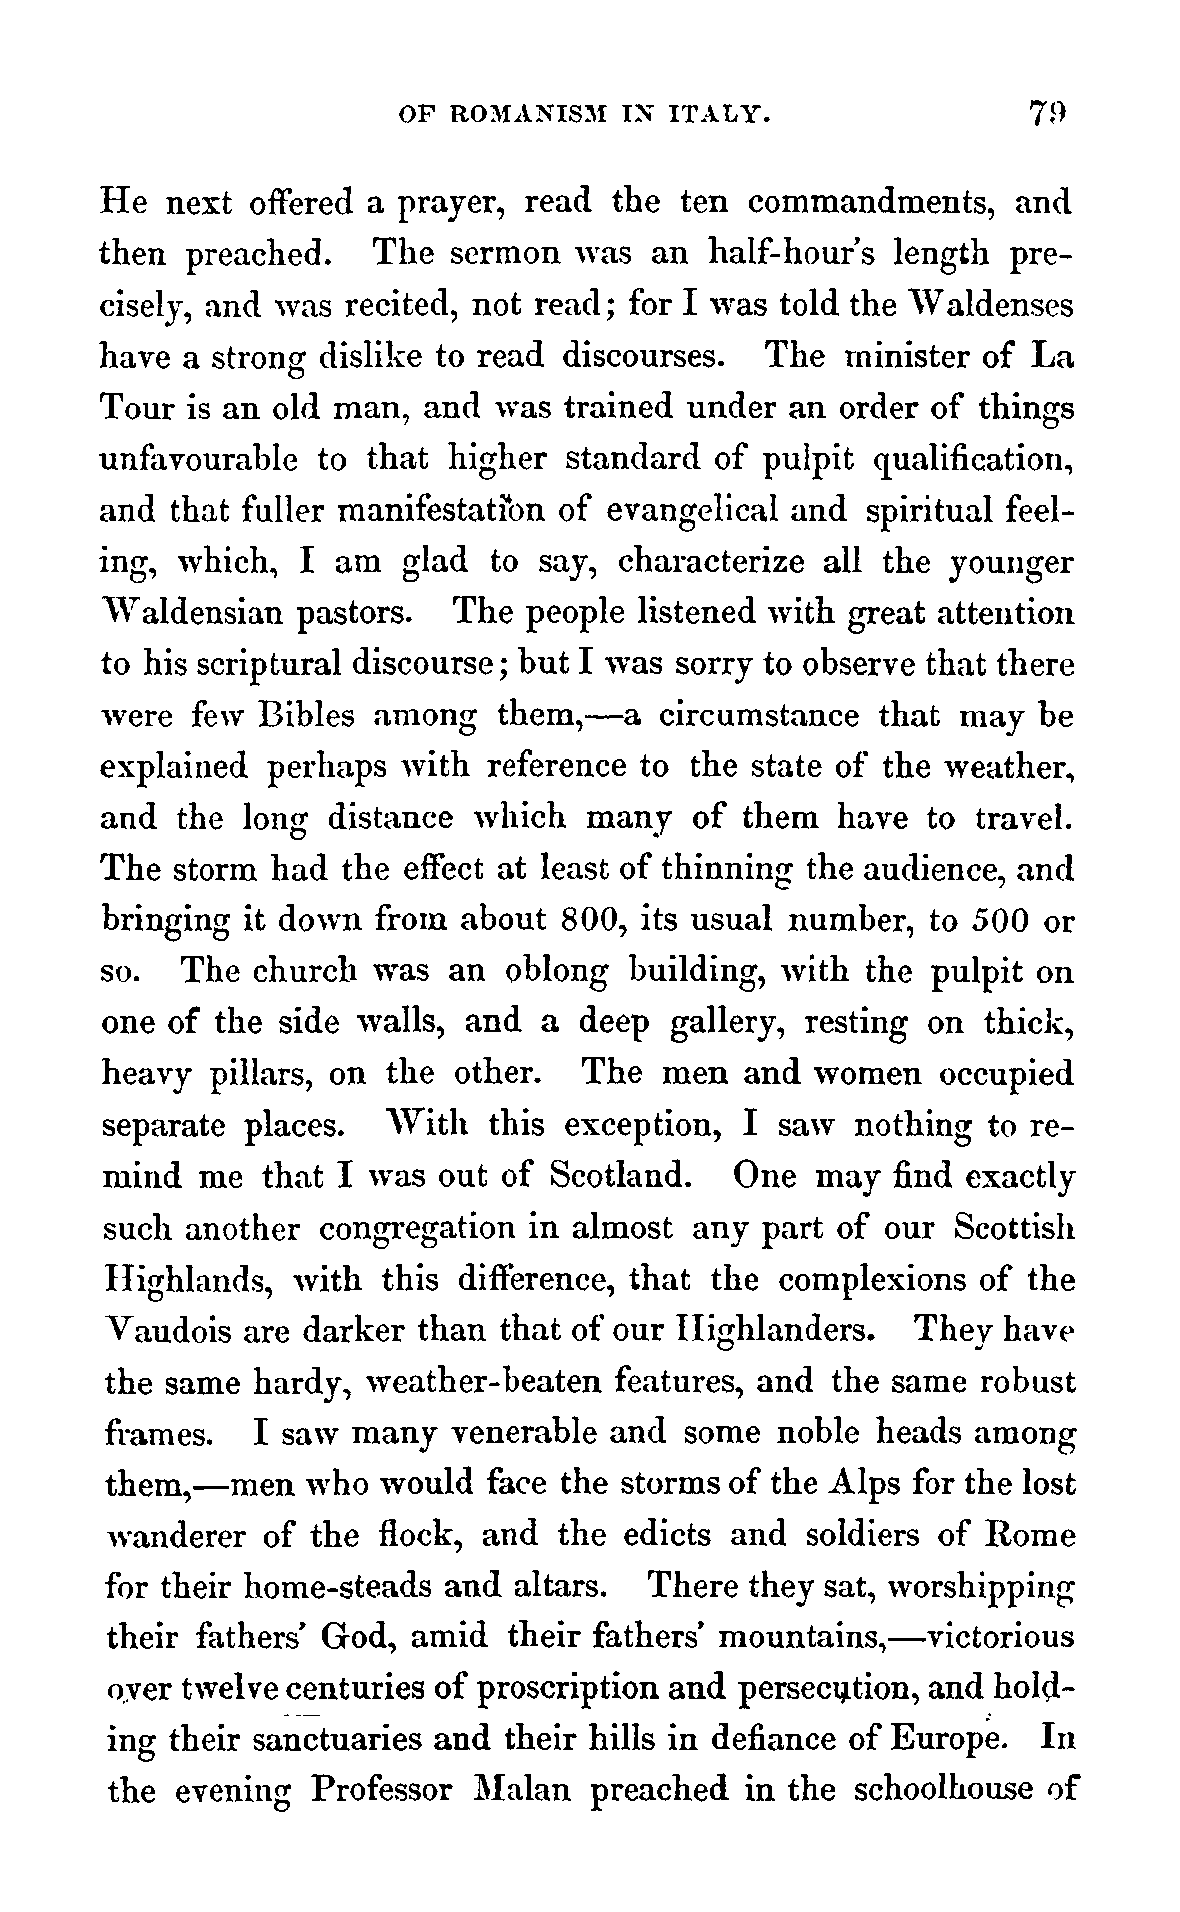 OF ROMANISM IN ITALY. 79
He next offered a prayer, read the ten commandments, and
then preached. The sermon was an half-hour's length pre-
cisely, and was recited, not read; for I was told the Waldenses
have a strong dislike to read discourses. The minister of La
Tour is an old man, and was trained under an order of things
unfavourable to that higher standard of pulpit qualification,
and that fuller manifestation of evangelical and spiritual feel-
ing, which, I am glad to say, characterize all the younger
Waldensian pastors. The people listened with great attention
to his scriptural discourse; but I was sorry to observe that there
were few Bibles among them,—a circumstance that may be
explained perhaps with reference to the state of the weather,
and the long distance which many of them have to travel.
The storm had the effect at least of thinning the audience, and
bringing it down from about 800, its usual number, to 500 or
so. The church was an oblong building, with the pulpit on
one of the side walls, and a deep gallery, resting on thick,
heavy pillars, on the other. The men and women occupied
separate places. With this exception, I saw nothing to re-
mind me that I was out of Scotland. One may find exactly
such another congregation in almost any part of our Scottish
Highlands, with this difference, that the complexions of the
Vaudois are darker than that of our Highlanders. They have
the same hardy, weather-beaten features, and the same robust
frames. I saw many venerable and some noble heads among
them,—men who would face the storms of the Alps for the lost
wanderer of the flock, and the edicts and soldiers of Rome
for their home-steads and altars. There they sat, worshipping
their fathers' God, amid their fathers' mountains,—victorious
over twelve centuries of proscription and persecution, and hold-
ing their sanctuaries and their hills in defiance of Europe. In
the evening Professor Malan preached in the schoolhouse of